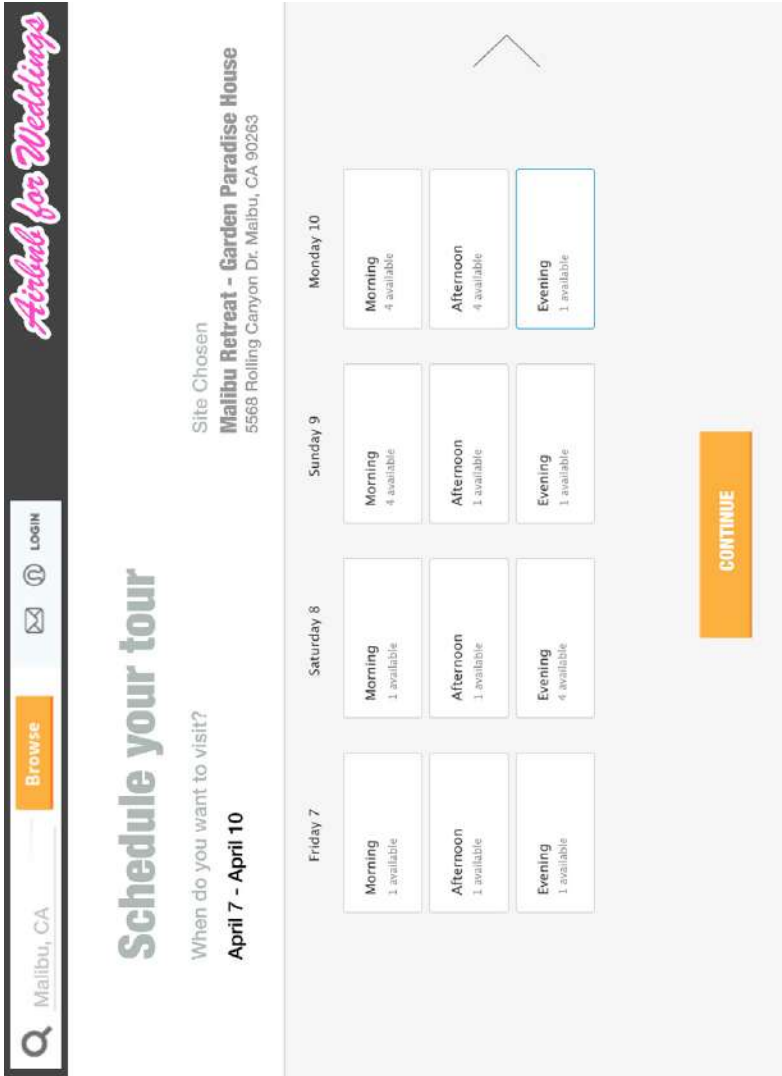 Malibu, CA
Browse
LOGIN
Airbnb for Weddings
Schedule your tour
When do you want to visit?
April 7 - April 10
Site Chosen
Malibu Retreat - Garden Paradise House
5568 Rolling Canyon Dr. Malbu, CA 90263
Friday 7
Saturday 8
Sunday 9
Monday 10
Morning
1 available
Morning
1 available
Morning
4 available
Morning
4 available
Afternoon
1 available
Afternoon
1 available
Afternoon
1 available
Afternoon
4 available
Evening
1 available
Evening
4 available
Evening
1 available
Evening
1 available
CONTINUE